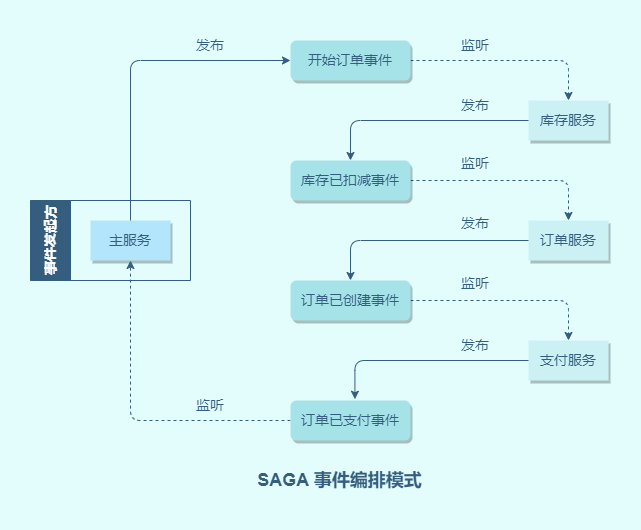 发布
开始订单事件
监听
库存服务
发布
库存已扣减事件
监听
订单服务
发布
事件发起方
主服务
订单已创建事件
监听
支付服务
发布
监听
订单已支付事件
SAGA 事件编排模式